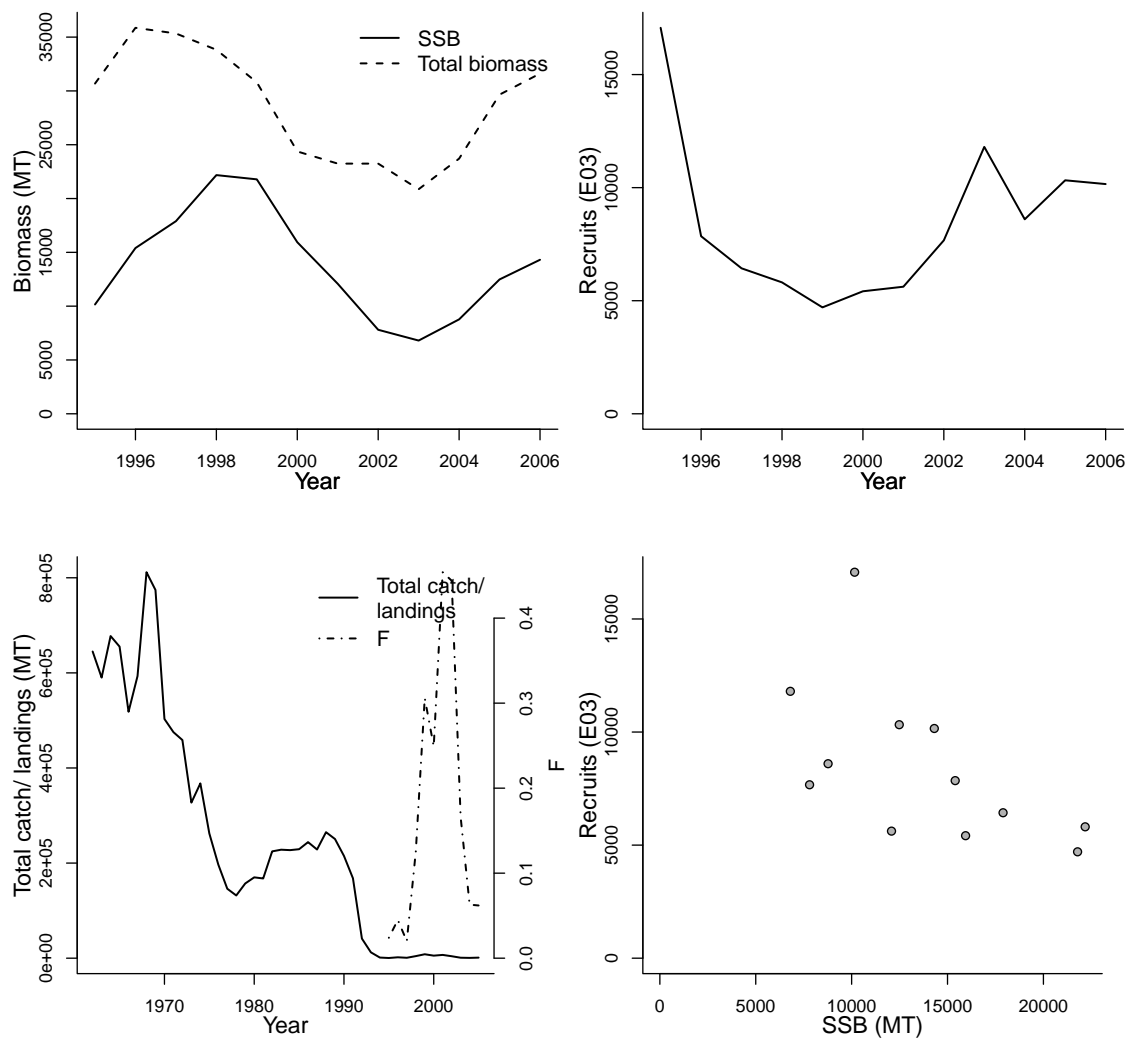 SSB
Total biomass
Biomass (MT)
0
5000
15000
25000
35000
1996
1998
2000
2002
2004
2006
Year
Recruits (E03)
0
5000
10000
15000
1996
1998
2000
2002
2004
2006
Year
Total catch/
landings
F
Total catch/ landings (MT)
0e+00
2e+05
4e+05
6e+05
8e+05
1970
1980
1990
2000
Year
0.0
0.1
0.2
0.3
0.4
F
Recruits (E03)
0
5000
10000
15000
0
5000
10000
15000
20000
SSB (MT)